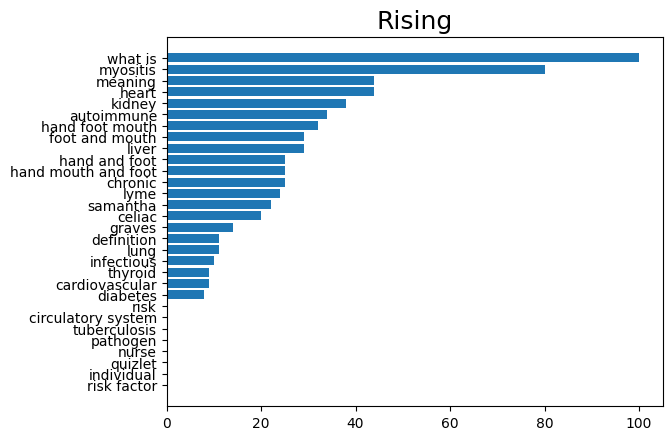 Rising
what is
myositis
meaning
heart
kidney
autoimmune
hand foot mouth
foot and mouth
liver
hand and foot
hand mouth and foot
chronic
lyme
samantha
celiac
graves
definition
lung
infectious
thyroid
cardiovascular
diabetes
risk
circulatory system
tuberculosis
pathogen
nurse
quizlet
individual
risk factor
0 20 40 60 80 100